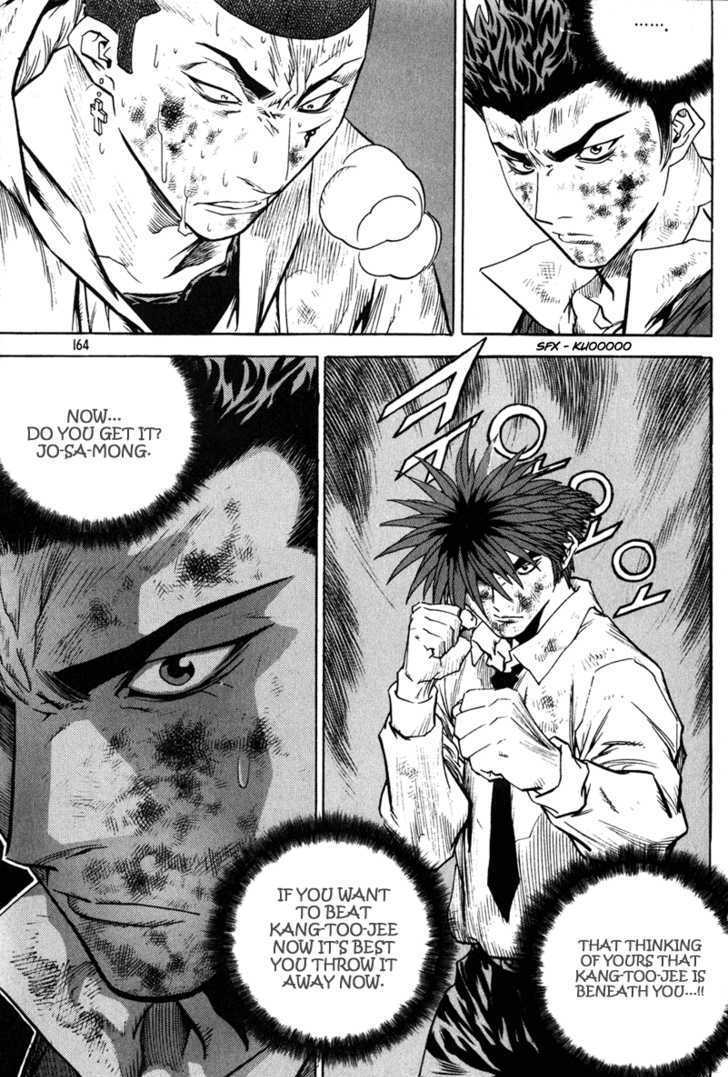 .......
164
SFX - KUOOOOO
NOW...
DO YOU GET IT?
JO-SA-MONG.
IF YOU WANT
TO BEAT
KANG-TOO-JEE
NOW IT'S BEST
YOU THROW IT
AWAY NOW.
THAT THINKING
OF YOURS THAT
KANG-TOO-JEE IS
BENEATH YOU...!!